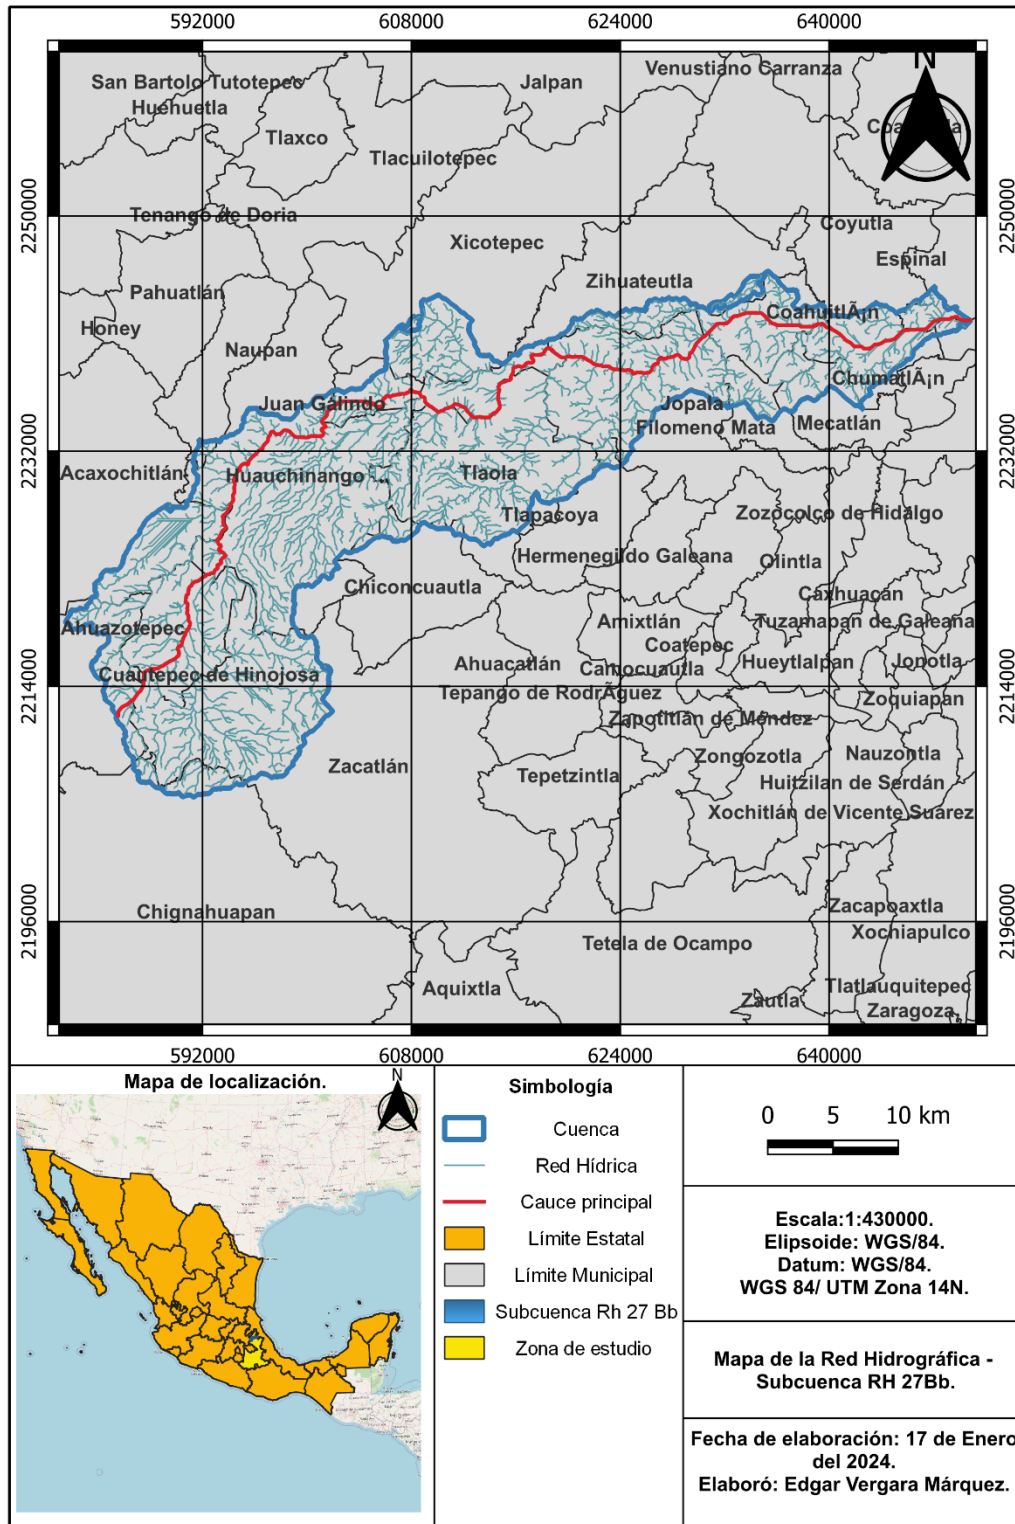 592000 608000 624000 640000
N
San Bartolo Tutotepec
Huehuetla
Jalpan
Venustiano Carranza
Tlaxco
Tlacuilotepec
2250000
2250000
Tenango de Doria
Xicotepec
Coyutla
Espinal
Zihuateutla
Pahuatlán
Honey
CoahuitlÃ¡n
Naupan
ChumatlÃ¡n
Juan Galindo
Jopala
Filomeno Mata
Mecatlán
2232000
2232000
Acaxochitlán
Huauchinango ...
Tlaola
Tlapacoya
Zozocolco de Hidalgo
Hermenegildo Galeana
Olintla
Chiconcuautla
Caxhuacan
Ahuazotepec
Amixtlán
Tuzamapan de Galeana
Coatepec
Cuautepec de Hinojosa
Ahuacatlán
Camocuautla
Hueytlalpan
Jonotla
2214000
2214000
Tepango de RodrÃ­guez
Zoquiapan
Zapotitlán de Méndez
Zacatlán
Tepetzintla
Zongozotla
Nauzontla
Huitzilan de Serdán
Xochitlán de Vicente Suárez
Chignahuapan
Zacapoaxtla
2196000
2196000
Tetela de Ocampo
Xochiapulco
Aquixtla
Zautla
Tlatlauquitepec
Zaragoza
592000 608000 624000 640000
Mapa de localización.
N
Simbología
Cuenca
Red Hídrica
Cauce principal
Límite Estatal
Límite Municipal
Subcuenca Rh 27 Bb
Zona de estudio
0 5 10 km
Escala:1:430000.
Elipsoide: WGS/84.
Datum: WGS/84.
WGS 84/ UTM Zona 14N.
Mapa de la Red Hidrográfica -
Subcuenca RH 27Bb.
Fecha de elaboración: 17 de Enero
del 2024.
Elaboró: Edgar Vergara Márquez.